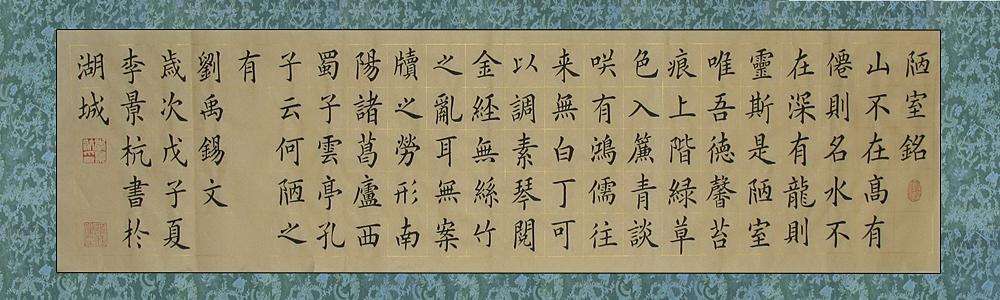 陋室銘
山不在高有
僊則名水不
在深有龍則
靈斯是陋室
唯吾徳馨苔
痕上階緑草
色入簾青談
咲有鴻儒往
来無白丁可
以調素琴閱
金經無絲竹
之亂耳無案
牘之勞形南
陽諸葛廬西
蜀子雲亭孔
子云何陋之
有
劉禹錫文
歲次戊子夏
李景杭書於
湖城